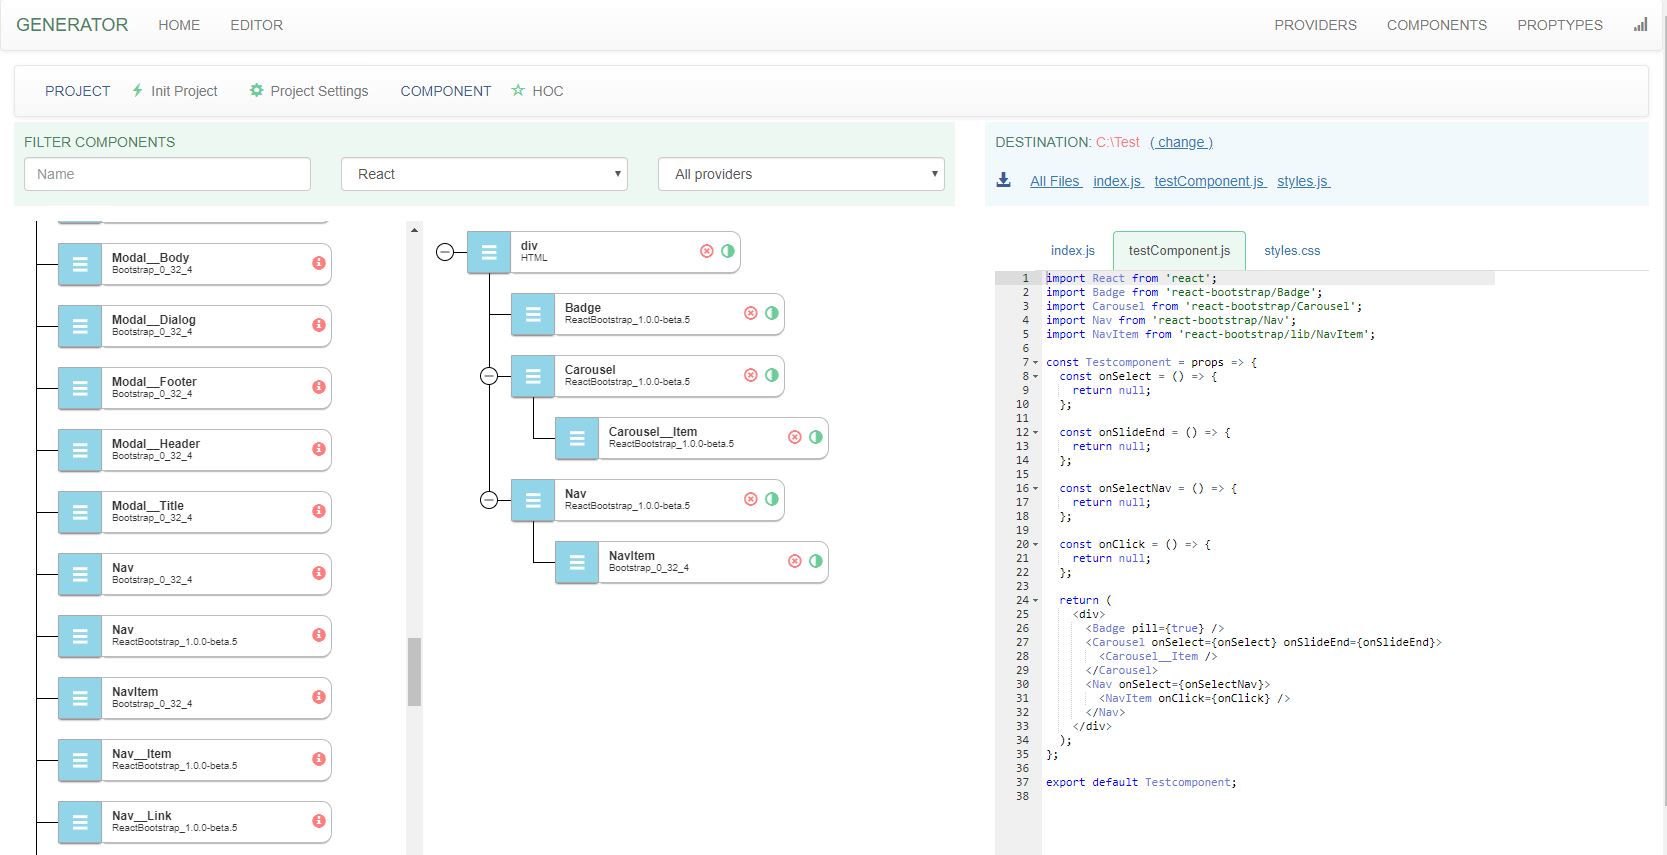 GENERATOR HOME EDITOR PROVIDERS COMPONENTS PROPTYPES
PROJECT Init Project Project Settings COMPONENT HOC
FILTER COMPONENTS
Name React All providers
DESTINATION: C:\Test ( change )
All Files index.js testComponent.js styles.js
Modal__Body
Bootstrap_0_32_4
Modal__Dialog
Bootstrap_0_32_4
Modal__Footer
Bootstrap_0_32_4
Modal__Header
Bootstrap_0_32_4
Modal__Title
Bootstrap_0_32_4
Nav
Bootstrap_0_32_4
Nav
ReactBootstrap_1.0.0-beta.5
NavItem
Bootstrap_0_32_4
Nav__Item
ReactBootstrap_1.0.0-beta.5
Nav__Link
ReactBootstrap_1.0.0-beta.5
div
HTML
Badge
ReactBootstrap_1.0.0-beta.5
Carousel
ReactBootstrap_1.0.0-beta.5
Carousel__Item
ReactBootstrap_1.0.0-beta.5
Nav
ReactBootstrap_1.0.0-beta.5
NavItem
Bootstrap_0_32_4
index.js testComponent.js styles.css
1 import React from 'react';
2 import Badge from 'react-bootstrap/Badge';
3 import Carousel from 'react-bootstrap/Carousel';
4 import Nav from 'react-bootstrap/Nav';
5 import NavItem from 'react-bootstrap/lib/NavItem';
6
7 const Testcomponent = props => {
8 const onSelect = () => {
9 return null;
10 };
11
12 const onSlideEnd = () => {
13 return null;
14 };
15
16 const onSelectNav = () => {
17 return null;
18 };
19
20 const onClick = () => {
21 return null;
22 };
23
24 return (
25 <div>
26 <Badge pill={true} />
27 <Carousel onSelect={onSelect} onSlideEnd={onSlideEnd}>
28 <Carousel__Item />
29 </Carousel>
30 <Nav onSelect={onSelectNav}>
31 <NavItem onClick={onClick} />
32 </Nav>
33 </div>
34 );
35 };
36
37 export default Testcomponent;
38